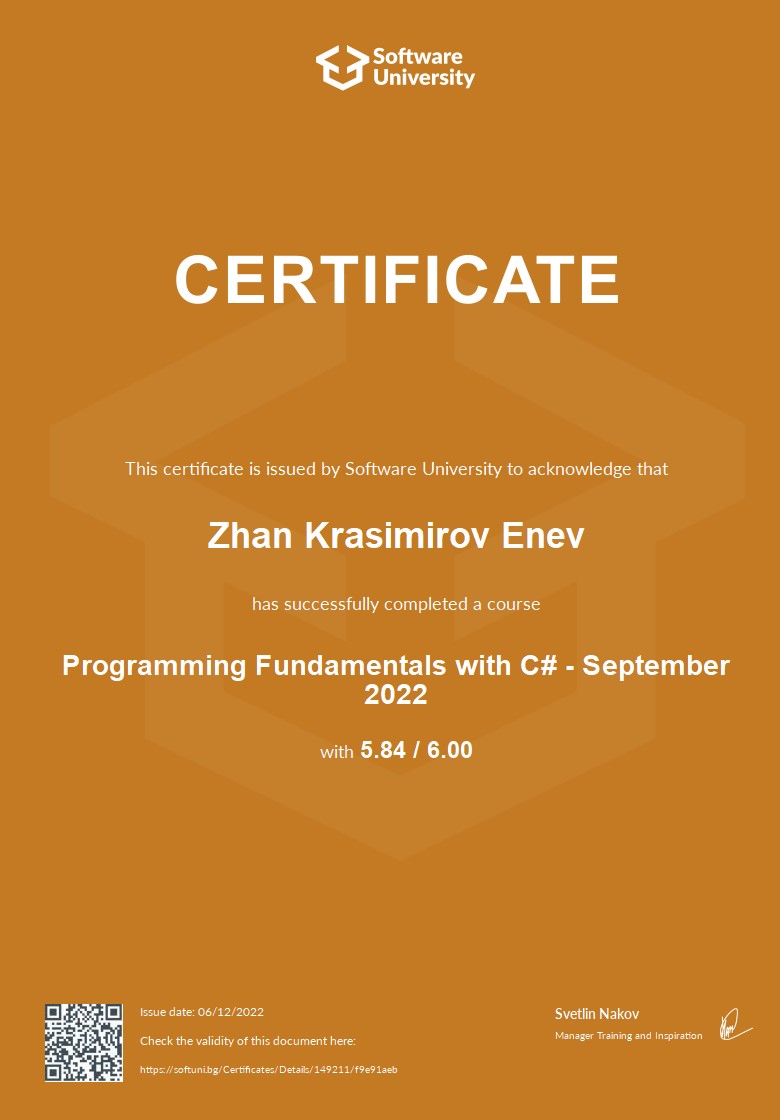 Software
University
CERTIFICATE
This certificate is issued by Software University to acknowledge that
Zhan Krasimirov Enev
has successfully completed a course
Programming Fundamentals with C# - September
2022
with 5.84 / 6.00
Issue date: 06/12/2022
Check the validity of this document here:
https://softuni.bg/Certificates/Details/149211/f9e91aeb
Svetlin Nakov
Manager Training and Inspiration